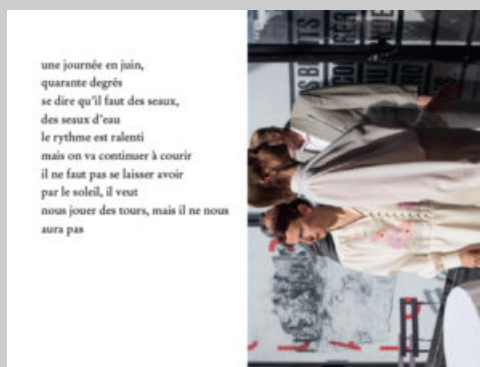 une journée en juin,
quarante degrés
se dire qu'il faut des seaux,
des seaux d'eau
le rythme est ralenti
mais on va continuer à courir
il ne faut pas se laisser avoir
par le soleil, il veut
nous jouer des tours, mais il ne nous
aura pas